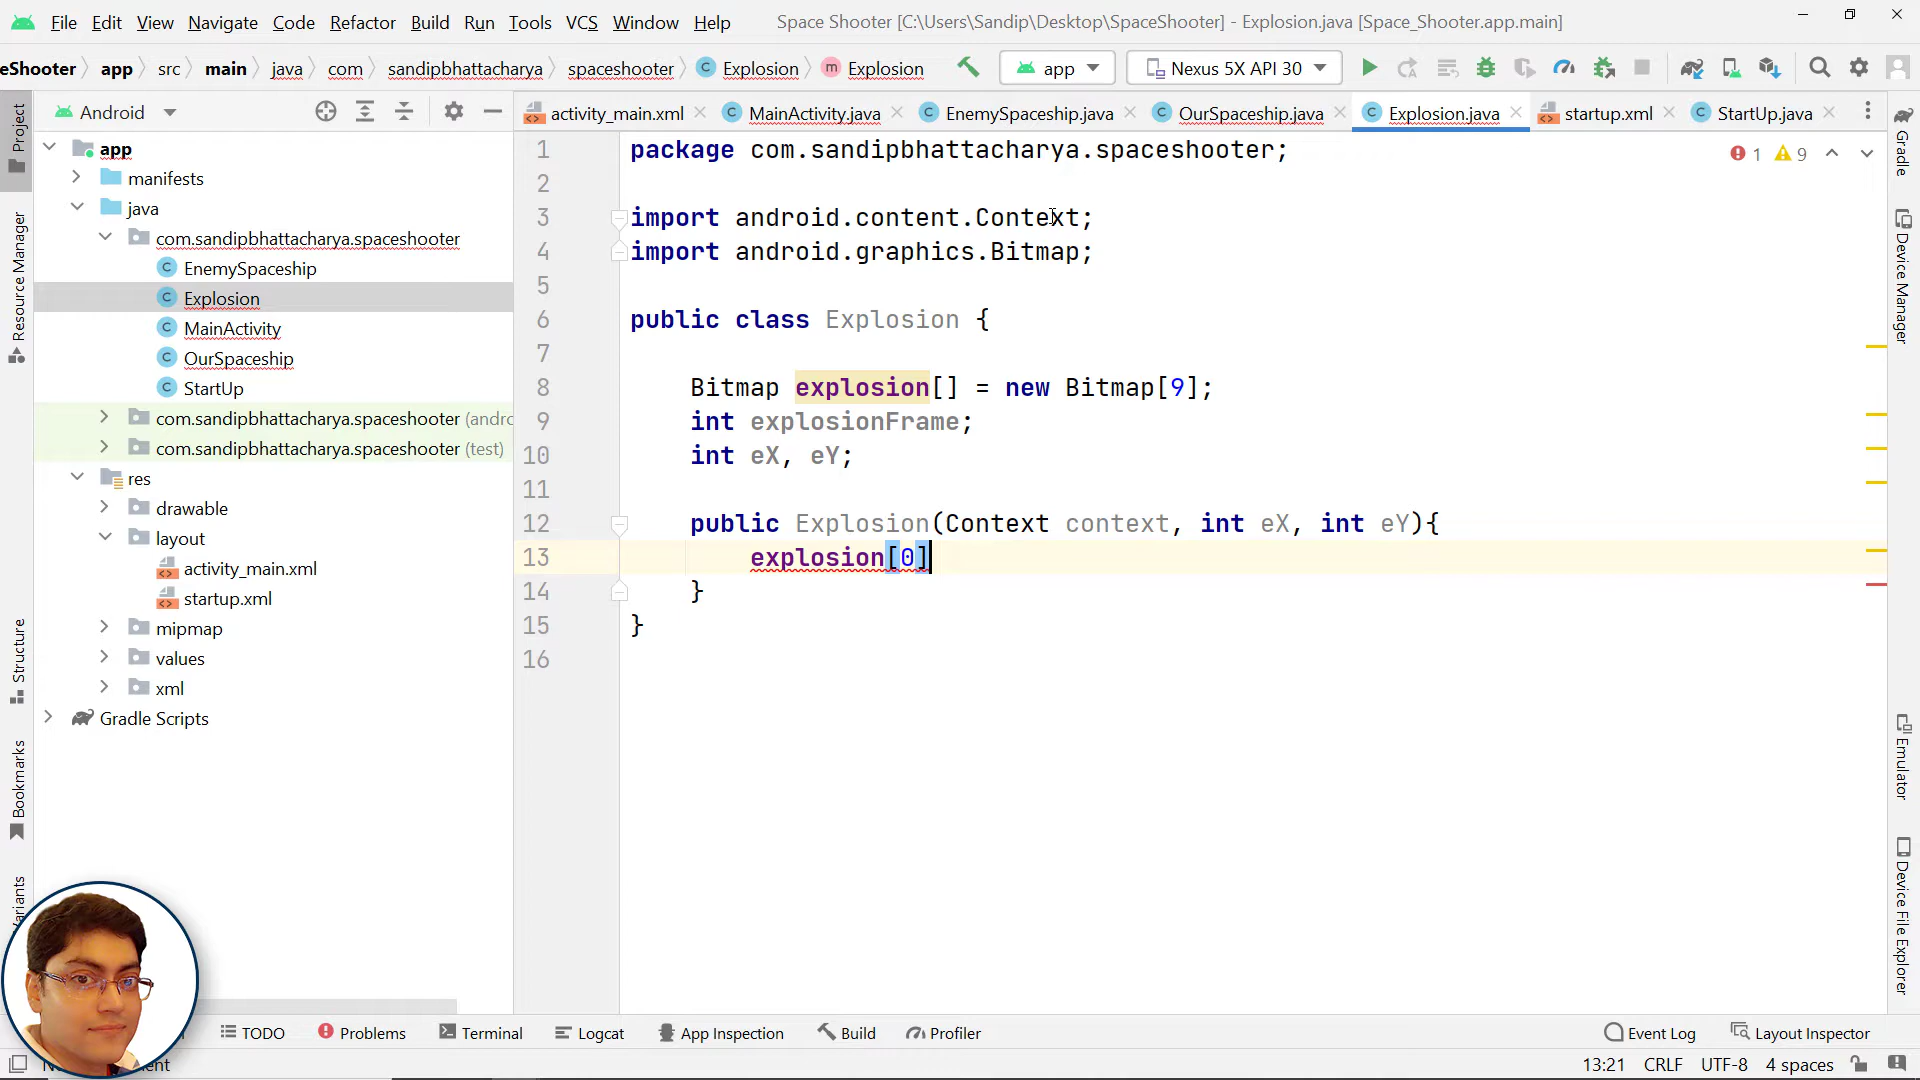 File Edit View Navigate Code Refactor Build Run Tools VCS Window Help Space Shooter [C:\Users\Sandip\Desktop\SpaceShooter] - Explosion.java [Space_Shooter.app.main]
eShooter app src main java com sandipbhattacharya spaceshooter Explosion Explosion app Nexus 5X API 30
Android
activity_main.xml MainActivity.java EnemySpaceship.java OurSpaceship.java Explosion.java startup.xml StartUp.java
app
manifests
java
com.sandipbhattacharya.spaceshooter
EnemySpaceship
Explosion
MainActivity
OurSpaceship
StartUp
com.sandipbhattacharya.spaceshooter (andro
com.sandipbhattacharya.spaceshooter (test)
res
drawable
layout
activity_main.xml
startup.xml
mipmap
values
xml
Gradle Scripts
1 package com.sandipbhattacharya.spaceshooter;
2
3 import android.content.Context;
4 import android.graphics.Bitmap;
5
6 public class Explosion {
7
8 Bitmap explosion[] = new Bitmap[9];
9 int explosionFrame;
10 int eX, eY;
11
12 public Explosion(Context context, int eX, int eY){
13 explosion[0]
14 }
15 }
16
1 9
Project
Resource Manager
Structure
Bookmarks
Gradle
Device Manager
Emulator
Device File Explorer
TODO Problems Terminal Logcat App Inspection Build Profiler Event Log Layout Inspector
13:21 CRLF UTF-8 4 spaces